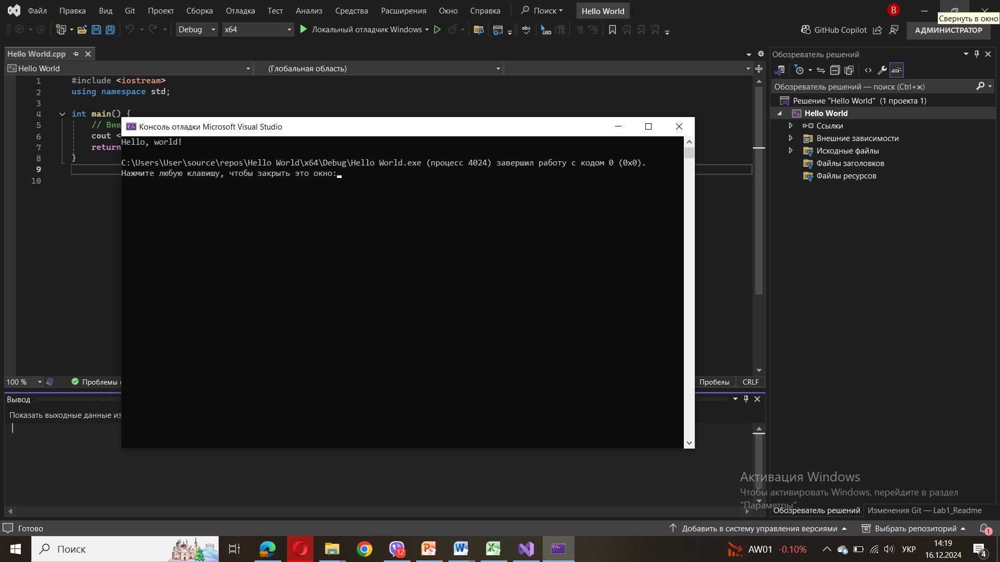 Файл Правка Вид Git Проект Сборка Отладка Тест Анализ Средства Расширения Окно Справка Поиск Hello World B
Свернуть в окно
Debug x64 Локальный отладчик Windows abc GitHub Copilot АДМИНИСТРАТОР
Hello World.cpp
Hello World (Глобальная область)
1 #include <iostream>
2 using namespace std;
3
4 int main() {
5 // Вив
6 cout <
7 return
8 }
9
10
Консоль отладки Microsoft Visual Studio
Hello, world!
C:\Users\User\source\repos\Hello World\x64\Debug\Hello World.exe (процесс 4024) завершил работу с кодом 0 (0x0).
Нажмите любую клавишу, чтобы закрыть это окно:
100 % Проблемы Пробелы CRLF
Вывод
Показать выходные данные из
Обозреватель решений
Обозреватель решений — поиск (Ctrl+ж)
Решение "Hello World" (1 проекта 1)
Hello World
Ссылки
Внешние зависимости
Исходные файлы
Файлы заголовков
Файлы ресурсов
Активация Windows
Чтобы активировать Windows, перейдите в раздел
"Параметры".
Обозреватель решений Изменения Git — Lab1_Readme
Готово Добавить в систему управления версиями Выбрать репозиторий 1
Поиск 12 AW01 -0.10% УКР 14:19
16.12.2024 4